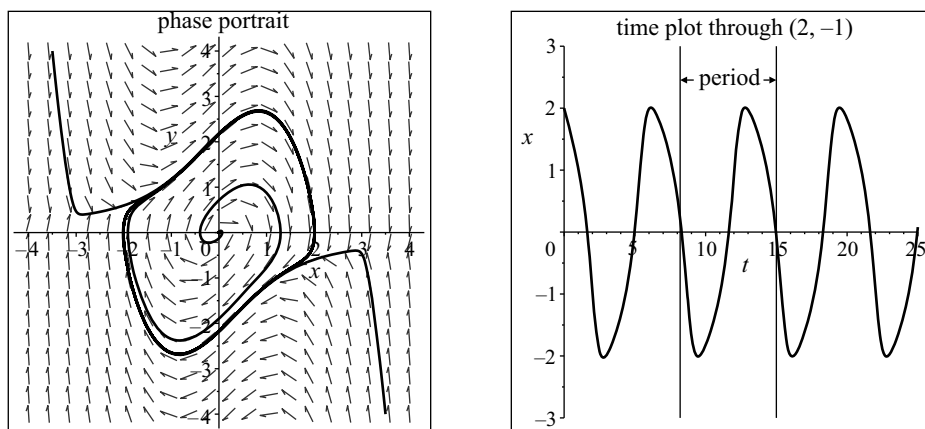 phase portrait
4
3
y 2
1
−4 −3 −2 −1 0 1 2 3 4
x
−1
−2
−3
−4
time plot through (2, −1)
3
period
2
x
1
0
0 5 10 15 20 25
t
−1
−2
−3